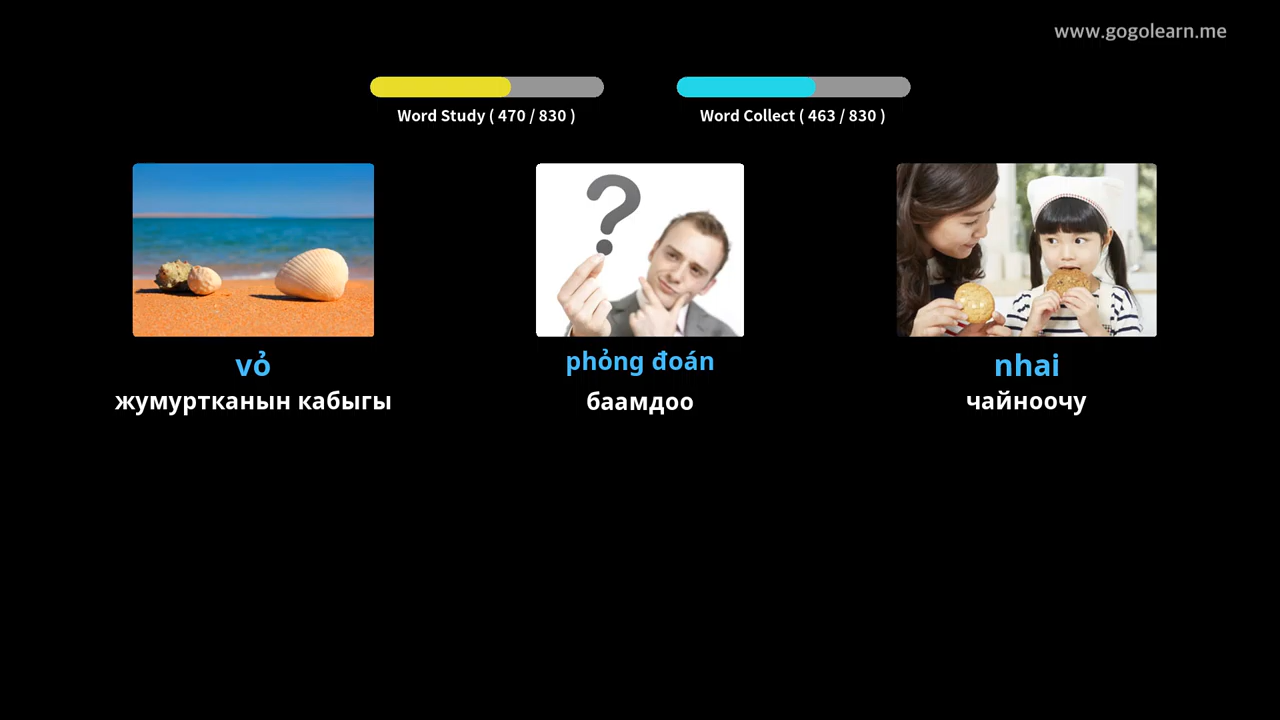 www.gogolearn.me
Word Study ( 470 / 830 )
Word Collect ( 463 / 830 )
vỏ
жумуртканын кабыгы
phỏng đoán
баамдоо
nhai
чайноочу